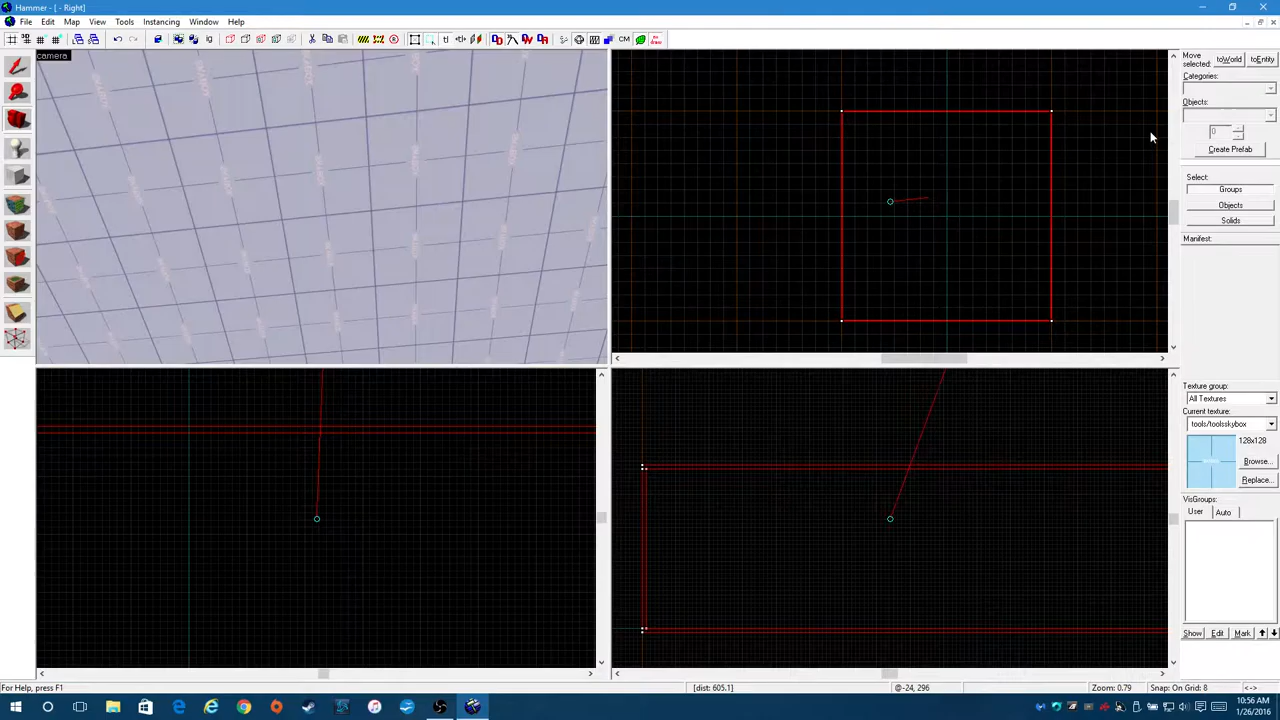 Hammer - [ - Right]
File Edit Map View Tools Instancing Window Help
CM
camera
Move selected:
toWorld
toEntity
Categories:
Objects:
0
Create Prefab
Select:
Groups
Objects
Solids
Manifest:
Texture group:
All Textures
Current texture:
tools/toolsskybox
128x128
Browse...
Replace...
VisGroups:
User Auto
Show Edit Mark
For Help, press F1
[dist: 605.1]
@-24, 296
Zoom: 0.79
Snap: On Grid: 8
<->
10:56 AM
1/26/2016